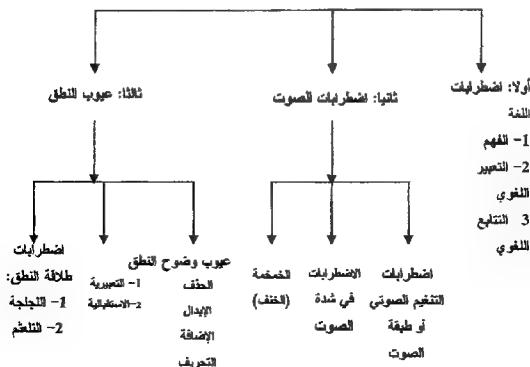 أولا: اضطرابات
اللغة
1- الفهم
2- التعبير
اللغوي
3 التتابع
اللغوي
ثانيا: اضطرابات الصوت
اضطرابات
التنغيم الصوتي
أو طبقة
الصوت
الاضطرابات
في شدة
الصوت
الخمخمة
(الخنف)
ثالثا: عيوب النطق
عيوب وضوح النطق
الحذف
الإبدال
الإضافة
التحريف
1- التعبيرية
2- الاستقبالية
اضطرابات
طلاقة النطق:
1- اللجلجة
2- التلعثم